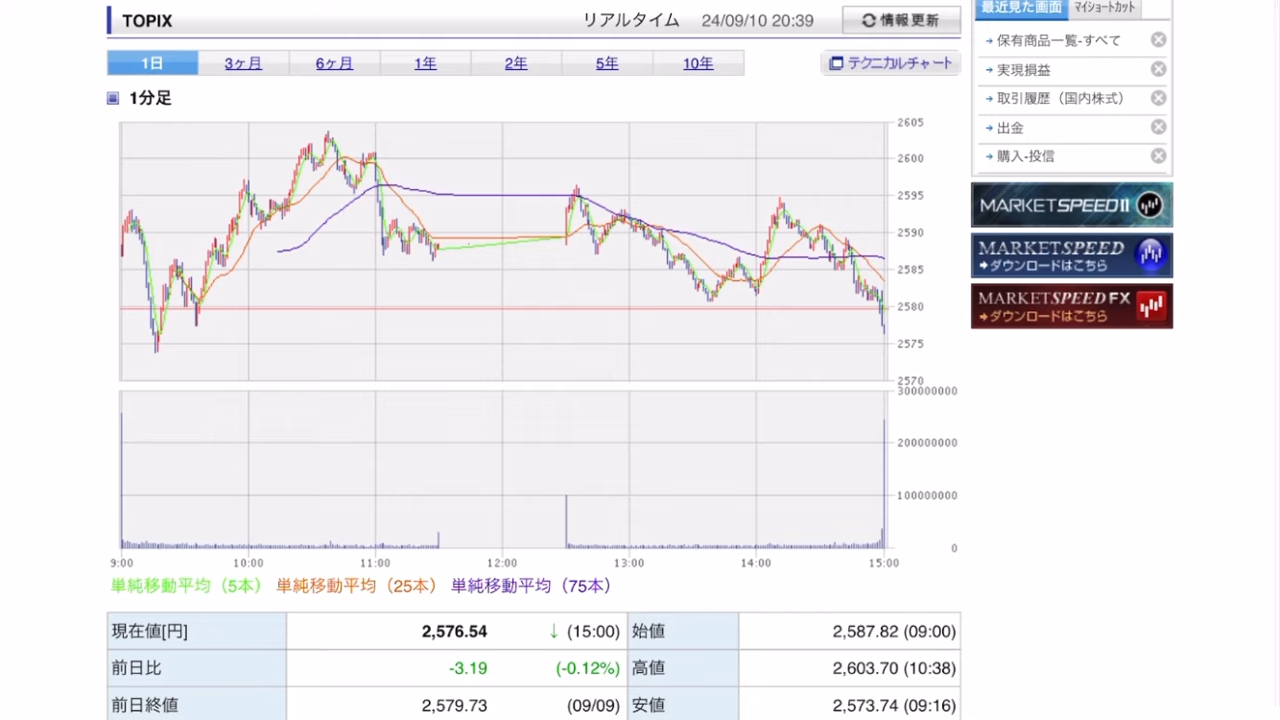 TOPIX
リアルタイム 24/09/10 20:39
情報更新
1日 3ヶ月 6ヶ月 1年 2年 5年 10年
テクニカルチャート
1分足
2605
2600
2595
2590
2585
2580
2575
2570
300000000
200000000
100000000
0
9:00 10:00 11:00 12:00 13:00 14:00 15:00
単純移動平均（5本） 単純移動平均（25本） 単純移動平均（75本）
現在値[円] 2,576.54 ↓ (15:00) 始値 2,587.82 (09:00)
前日比 -3.19 (-0.12%) 高値 2,603.70 (10:38)
前日終値 2,579.73 (09/09) 安値 2,573.74 (09:16)
最近見た画面 マイショートカット
保有商品一覧-すべて
実現損益
取引履歴（国内株式）
出金
購入-投信
MARKETSPEED II
MARKETSPEED
ダウンロードはこちら
MARKETSPEED FX
ダウンロードはこちら